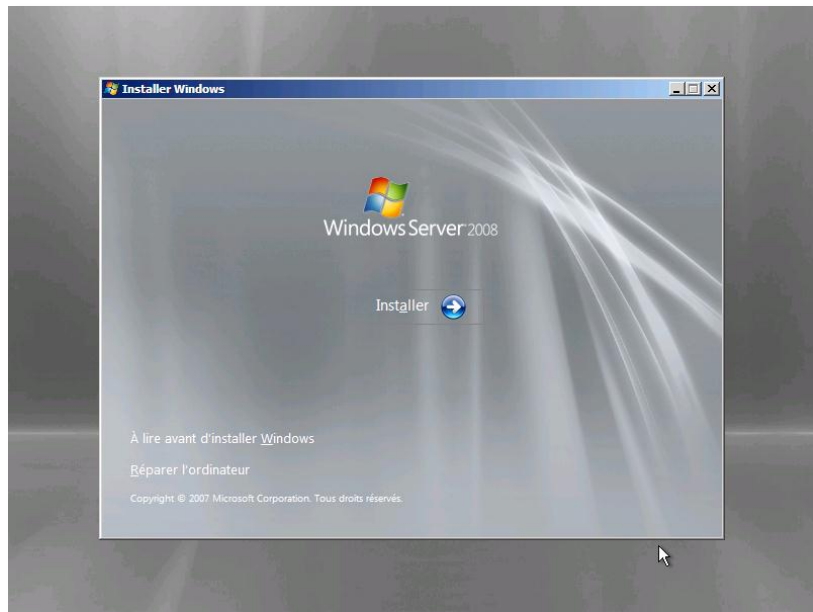 Installer Windows
Windows Server 2008
Installer
À lire avant d'installer Windows
Réparer l'ordinateur
Copyright © 2007 Microsoft Corporation. Tous droits réservés.